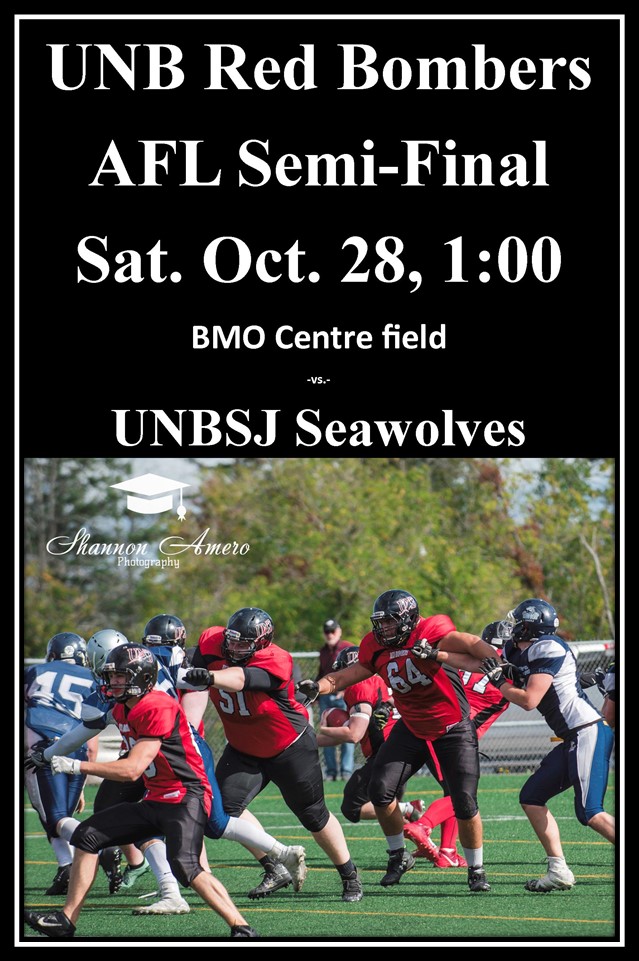 UNB Red Bombers
AFL Semi-Final
Sat. Oct. 28, 1:00
BMO Centre field
-vs.-
UNBSJ Seawolves
Shannon Amero
Photography
45
91
64